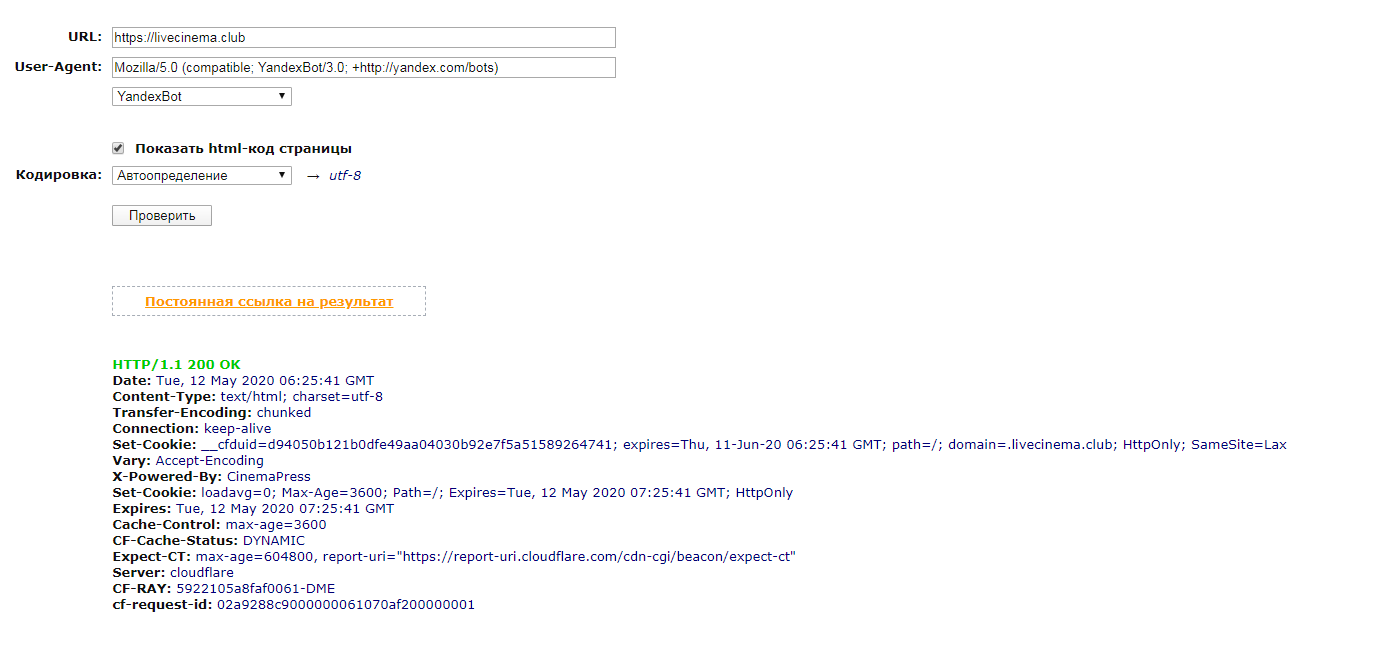 URL: https://livecinema.club
User-Agent: Mozilla/5.0 (compatible; YandexBot/3.0; +http://yandex.com/bots)
YandexBot
Показать html-код страницы
Кодировка: Автоопределение → utf-8
Проверить
Постоянная ссылка на результат
HTTP/1.1 200 OK
Date: Tue, 12 May 2020 06:25:41 GMT
Content-Type: text/html; charset=utf-8
Transfer-Encoding: chunked
Connection: keep-alive
Set-Cookie: __cfduid=d94050b121b0dfe49aa04030b92e7f5a51589264741; expires=Thu, 11-Jun-20 06:25:41 GMT; path=/; domain=.livecinema.club; HttpOnly; SameSite=Lax
Vary: Accept-Encoding
X-Powered-By: CinemaPress
Set-Cookie: loadavg=0; Max-Age=3600; Path=/; Expires=Tue, 12 May 2020 07:25:41 GMT; HttpOnly
Expires: Tue, 12 May 2020 07:25:41 GMT
Cache-Control: max-age=3600
CF-Cache-Status: DYNAMIC
Expect-CT: max-age=604800, report-uri="https://report-uri.cloudflare.com/cdn-cgi/beacon/expect-ct"
Server: cloudflare
CF-RAY: 5922105a8faf0061-DME
cf-request-id: 02a9288c9000000061070af200000001